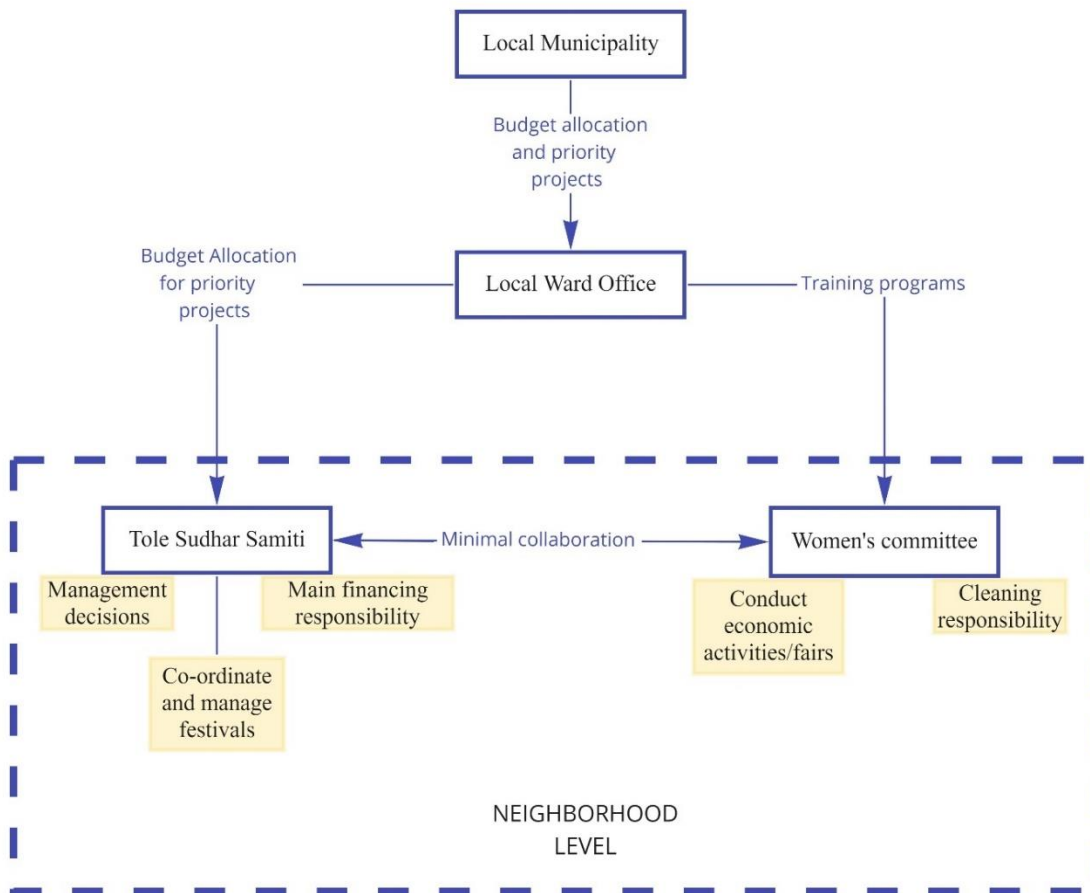 Local Municipality
Budget allocation
and priority
projects
Budget Allocation
for priority
projects
Local Ward Office
Training programs
Tole Sudhar Samiti
Minimal collaboration
Women's committee
Management
decisions
Main financing
responsibility
Co-ordinate
and manage
festivals
Conduct
economic
activities/fairs
Cleaning
responsibility
NEIGHBORHOOD
LEVEL